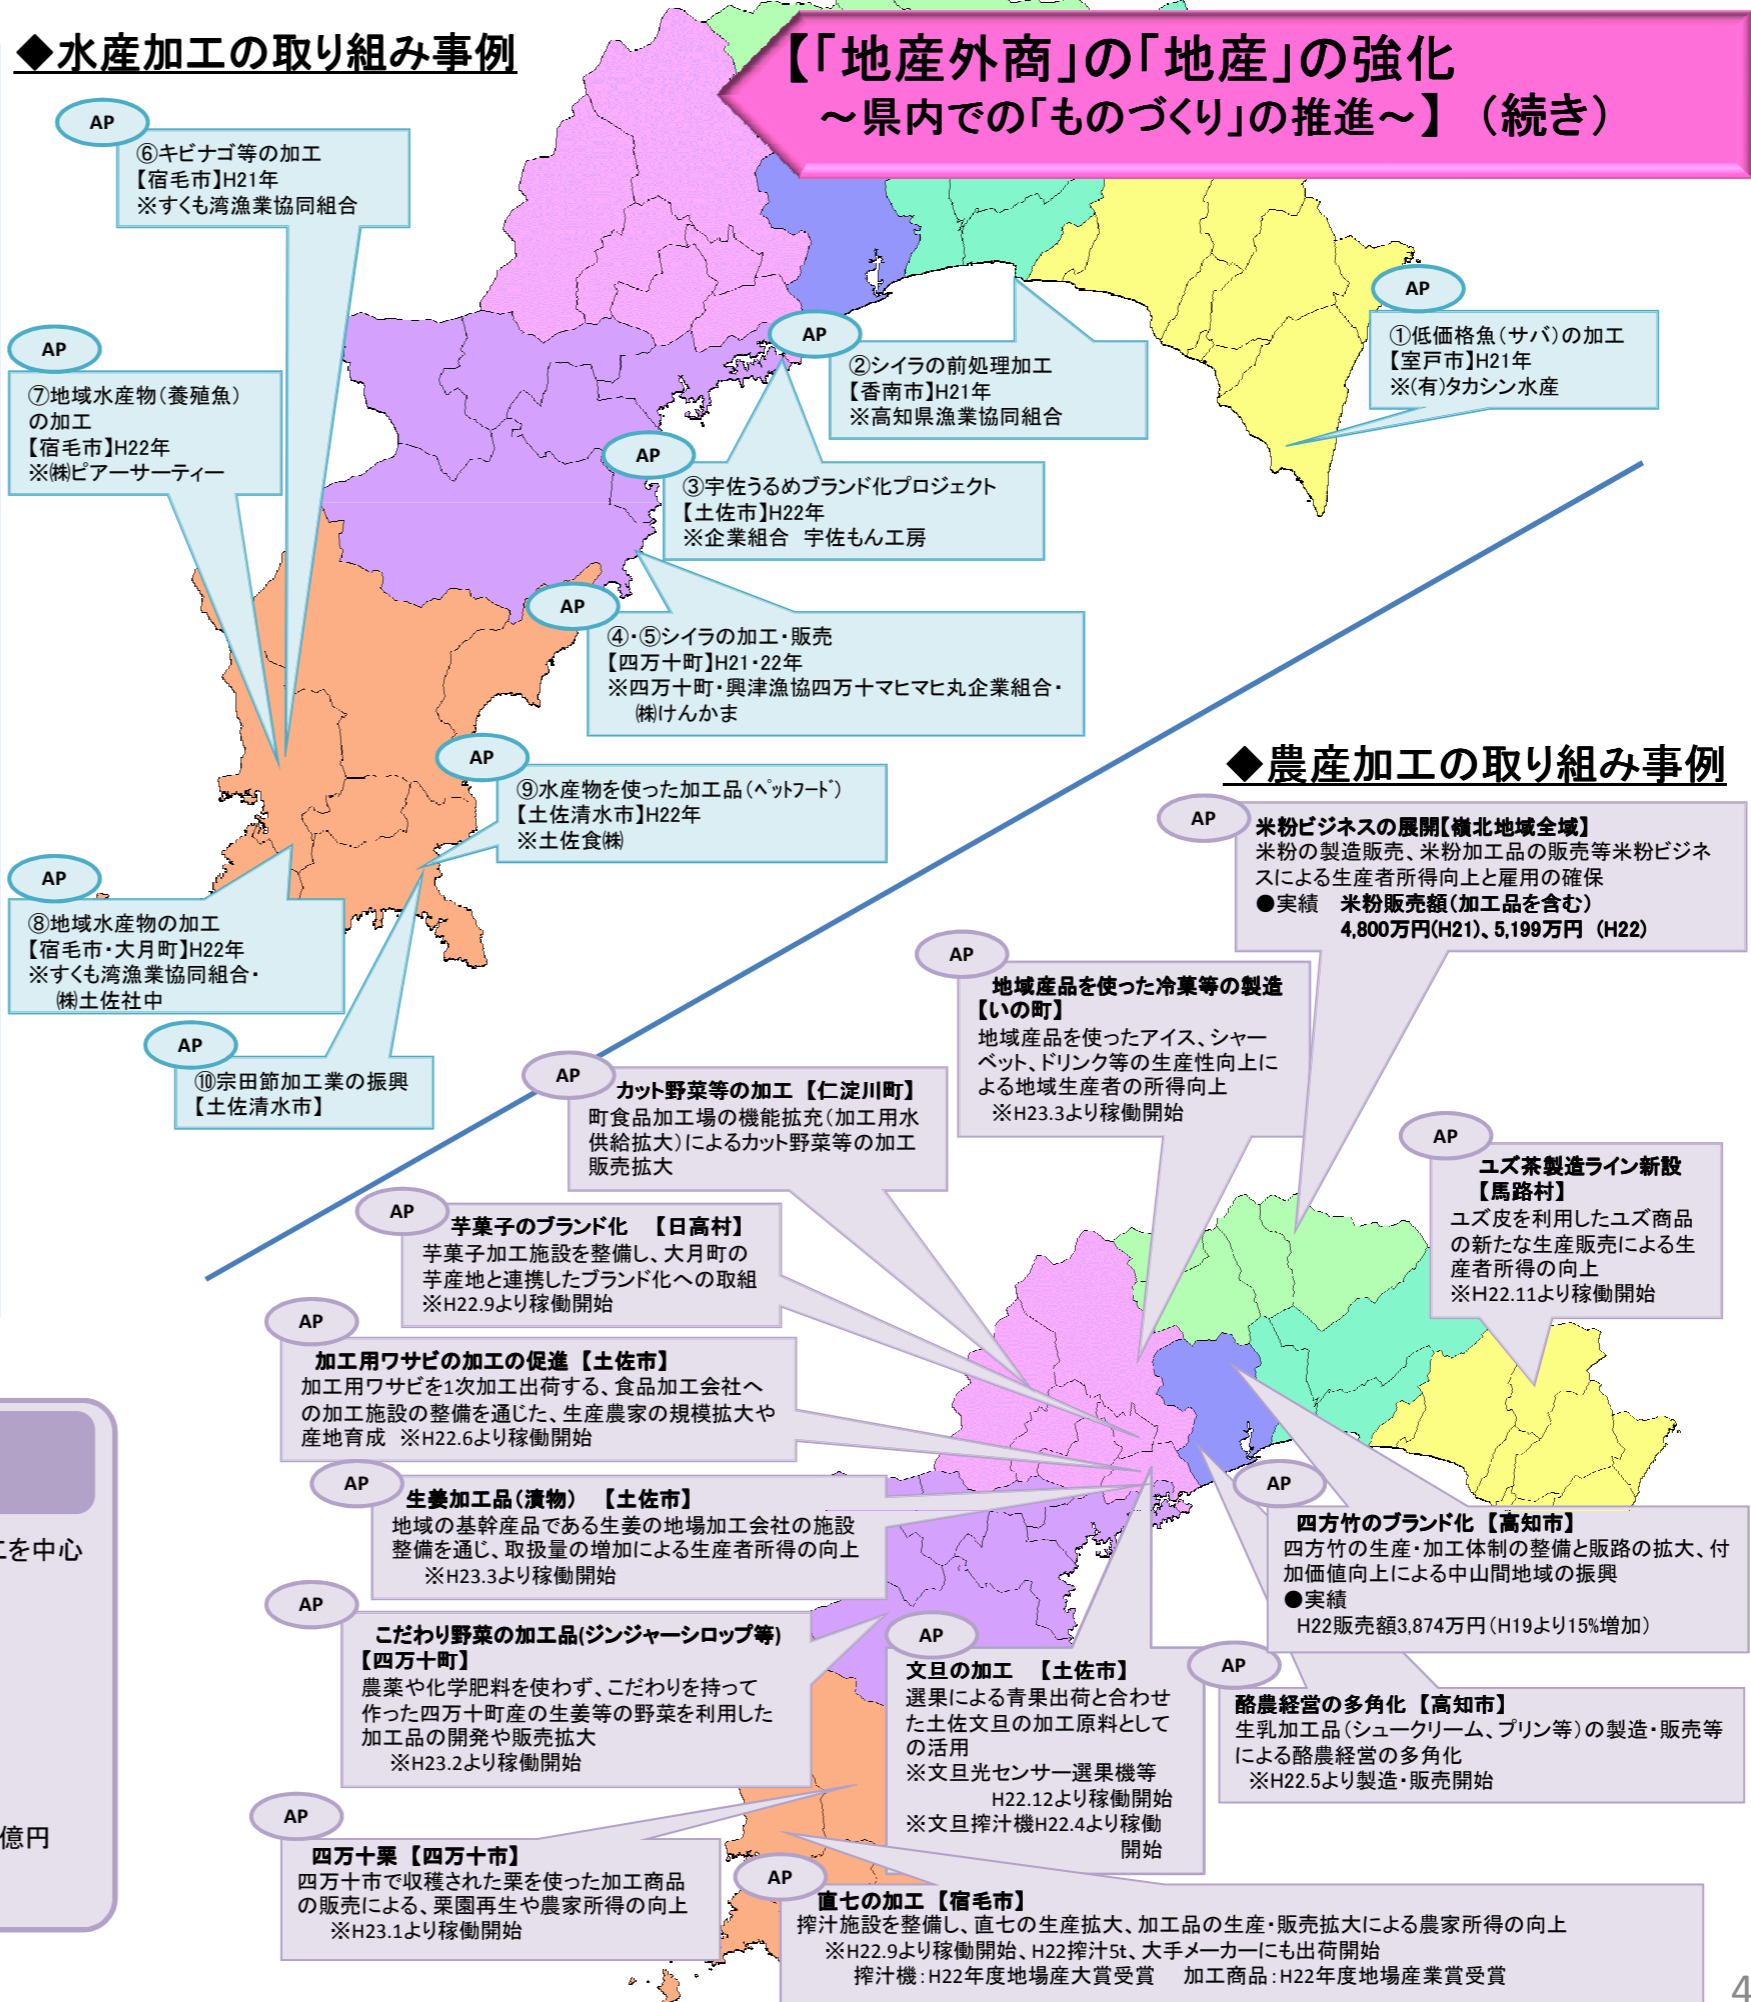 ◆水産加工の取り組み事例
【「地産外商」の「地産」の強化
～県内での「ものづくり」の推進～】（続き）
AP
⑥キビナゴ等の加工
【宿毛市】H21年
※すくも湾漁業協同組合
AP
①低価格魚（サバ）の加工
【室戸市】H21年
※(有)タカシン水産
AP
②シイラの前処理加工
【香南市】H21年
※高知県漁業協同組合
AP
⑦地域水産物（養殖魚）
の加工
【宿毛市】H22年
※㈱ピアーサーティー
AP
③宇佐うるめブランド化プロジェクト
【土佐市】H22年
※企業組合 宇佐もん工房
AP
④・⑤シイラの加工・販売
【四万十町】H21・22年
※四万十町・興津漁協四万十マヒマヒ丸企業組合・
㈱けんかま
AP
⑨水産物を使った加工品（ﾍﾟｯﾄﾌｰﾄﾞ）
【土佐清水市】H22年
※土佐食㈱
AP
⑧地域水産物の加工
【宿毛市・大月町】H22年
※すくも湾漁業協同組合・
㈱土佐社中
AP
⑩宗田節加工業の振興
【土佐清水市】
◆農産加工の取り組み事例
AP
米粉ビジネスの展開【嶺北地域全域】
米粉の製造販売、米粉加工品の販売等米粉ビジネ
スによる生産者所得向上と雇用の確保
●実績 米粉販売額（加工品を含む）
4,800万円(H21)、5,199万円 (H22)
AP
地域産品を使った冷菓等の製造
【いの町】
地域産品を使ったアイス、シャー
ベット、ドリンク等の生産性向上に
よる地域生産者の所得向上
※H23.3より稼働開始
AP
カット野菜等の加工 【仁淀川町】
町食品加工場の機能拡充（加工用水
供給拡大）によるカット野菜等の加工
販売拡大
AP
ユズ茶製造ライン新設
【馬路村】
ユズ皮を利用したユズ商品
の新たな生産販売による生
産者所得の向上
※H22.11より稼働開始
AP
芋菓子のブランド化 【日高村】
芋菓子加工施設を整備し、大月町の
芋産地と連携したブランド化への取組
※H22.9より稼働開始
AP
加工用ワサビの加工の促進 【土佐市】
加工用ワサビを1次加工出荷する、食品加工会社へ
の加工施設の整備を通じた、生産農家の規模拡大や
産地育成 ※H22.6より稼働開始
AP
生姜加工品（漬物） 【土佐市】
地域の基幹産品である生姜の地場加工会社の施設
整備を通じ、取扱量の増加による生産者所得の向上
※H23.3より稼働開始
AP
四方竹のブランド化 【高知市】
四方竹の生産・加工体制の整備と販路の拡大、付
加価値向上による中山間地域の振興
●実績
H22販売額3,874万円（H19より15%増加）
AP
こだわり野菜の加工品(ジンジャーシロップ等)
【四万十町】
農薬や化学肥料を使わず、こだわりを持って
作った四万十町産の生姜等の野菜を利用した
加工品の開発や販売拡大
※H23.2より稼働開始
AP
文旦の加工 【土佐市】
選果による青果出荷と合わせ
た土佐文旦の加工原料として
の活用
※文旦光センサー選果機等
H22.12より稼働開始
※文旦搾汁機H22.4より稼働
開始
AP
酪農経営の多角化 【高知市】
生乳加工品（シュークリーム、プリン等）の製造・販売等
による酪農経営の多角化
※H22.5より製造・販売開始
AP
四万十栗 【四万十市】
四万十市で収穫された栗を使った加工商品
の販売による、栗園再生や農家所得の向上
※H23.1より稼働開始
AP
直七の加工 【宿毛市】
搾汁施設を整備し、直七の生産拡大、加工品の生産・販売拡大による農家所得の向上
※H22.9より稼働開始、H22搾汁5t、大手メーカーにも出荷開始
搾汁機：H22年度地場産大賞受賞 加工商品：H22年度地場産業賞受賞
工を中心
億円
4